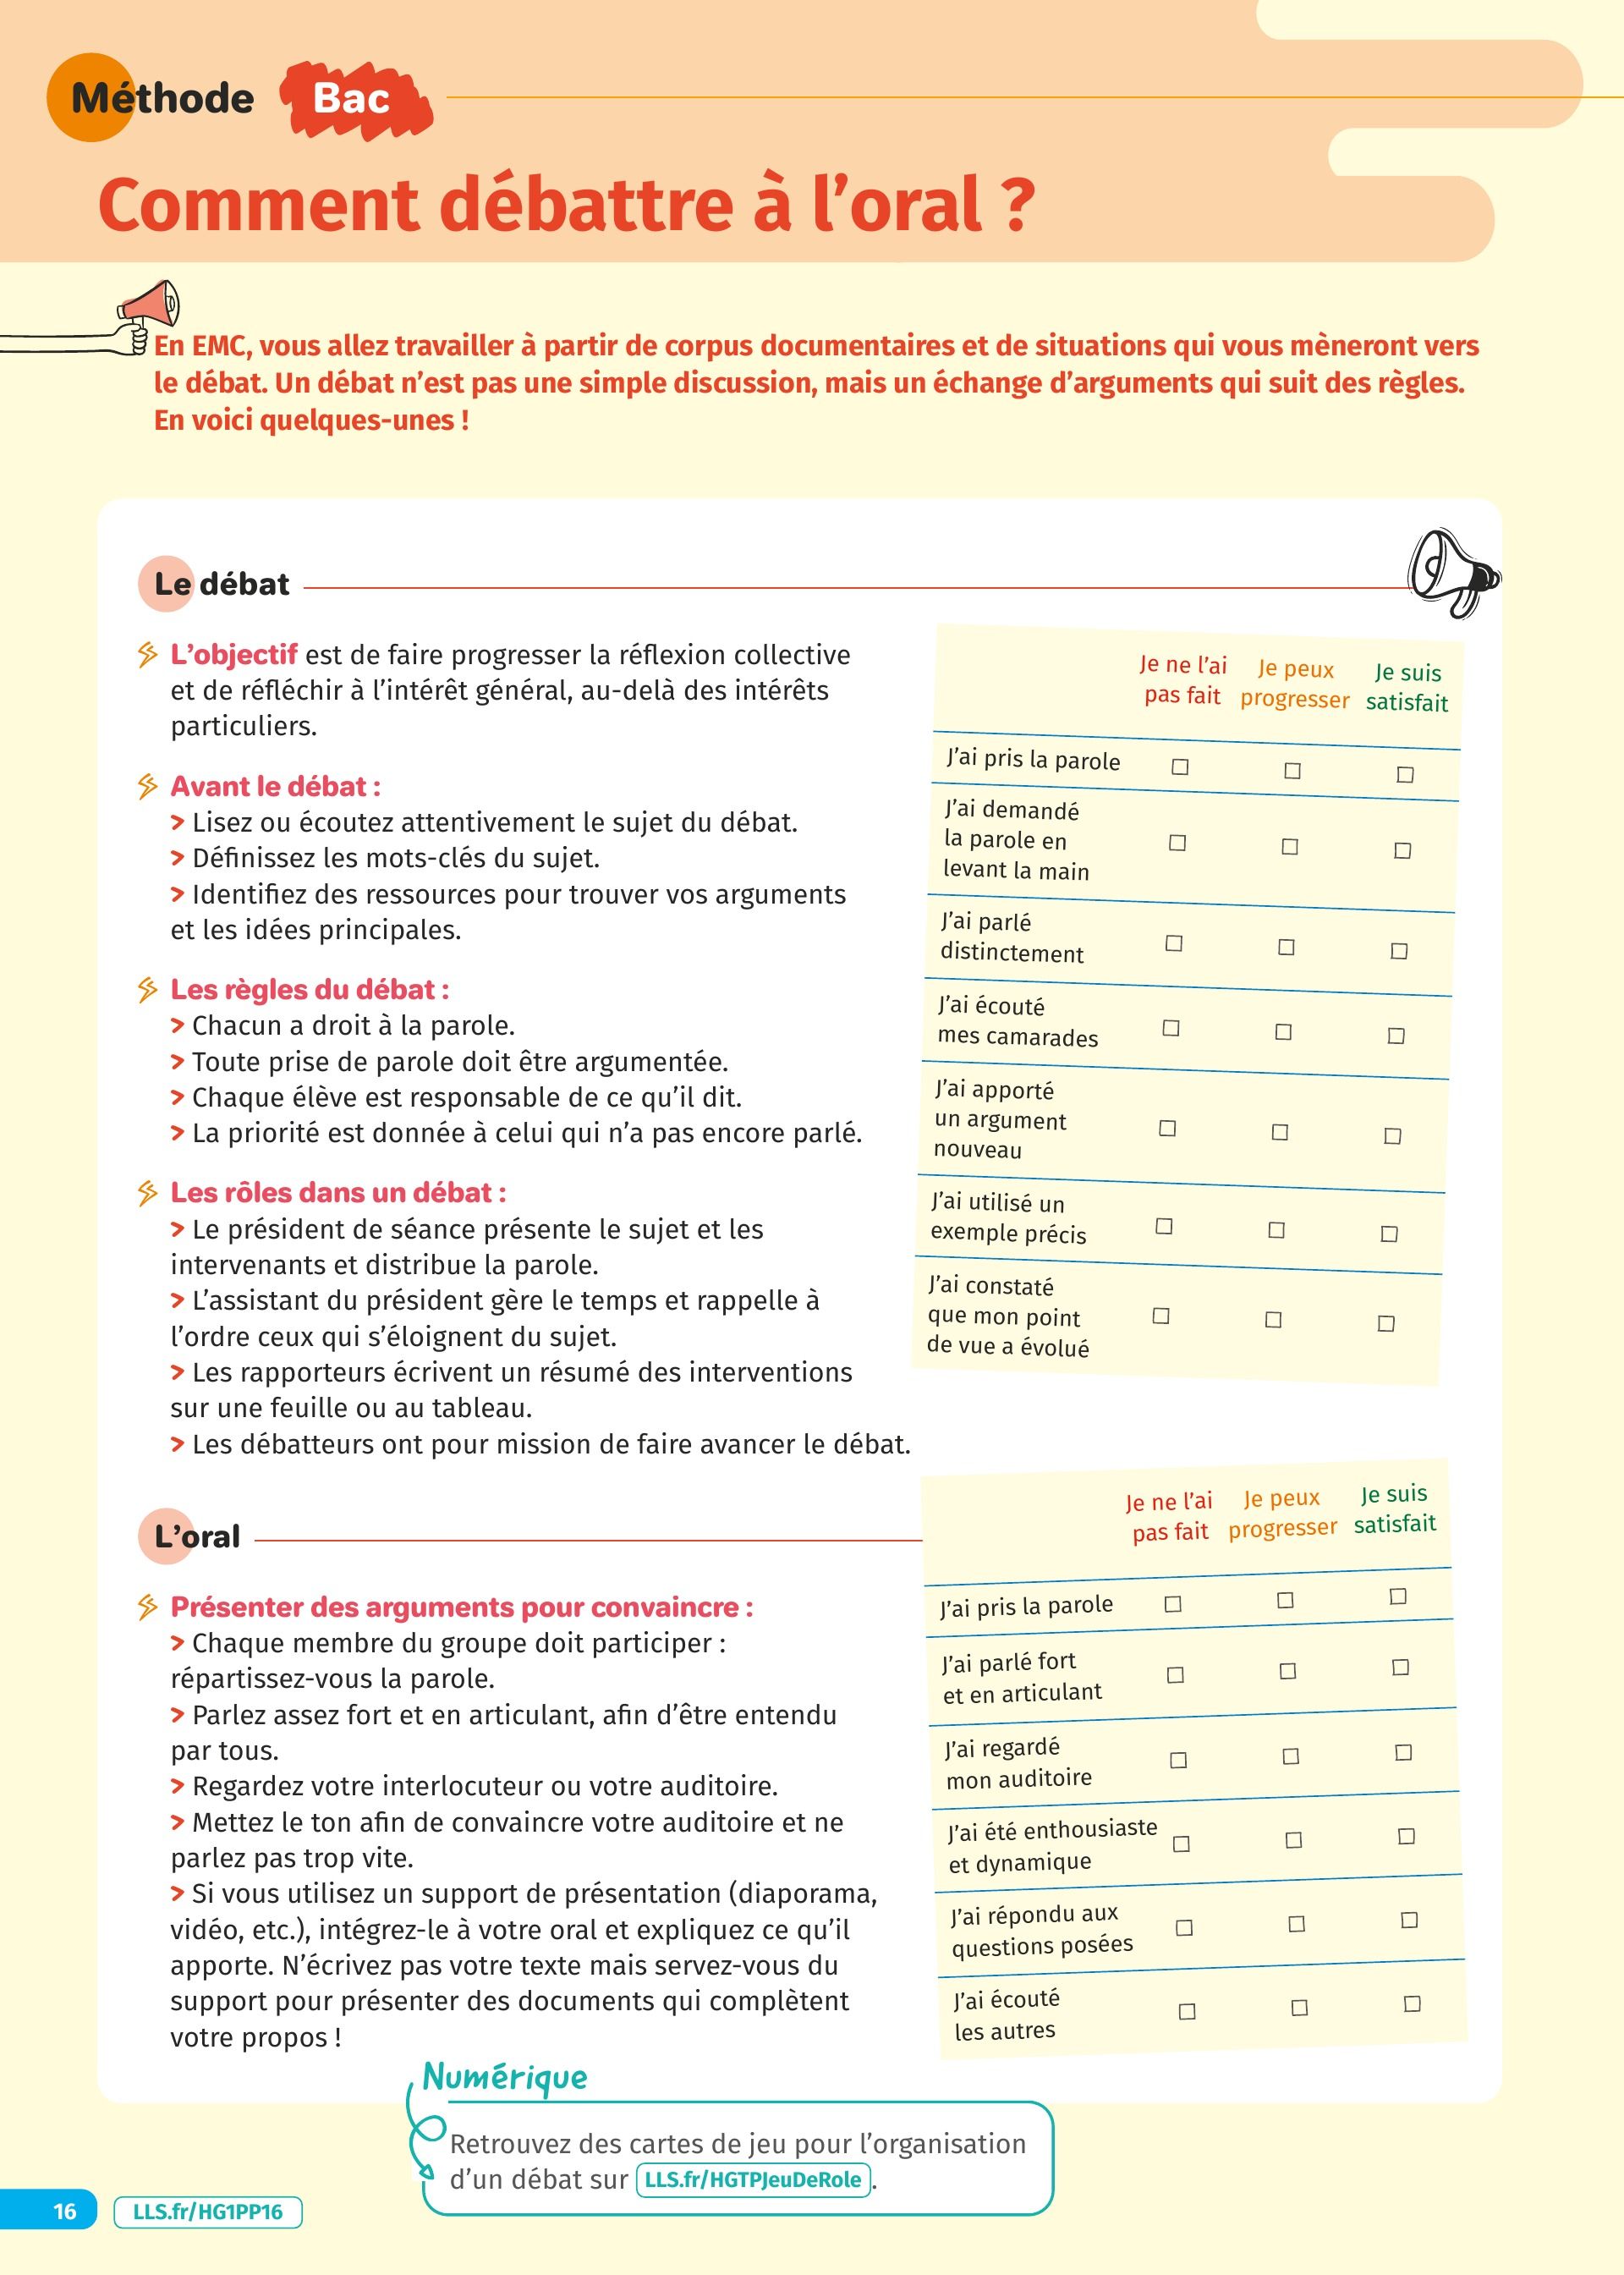 Méthode Bac
Comment débattre à l'oral ?
En EMC, vous allez travailler à partir de corpus documentaires et de situations qui vous mèneront vers
le débat. Un débat n'est pas une simple discussion, mais un échange d'arguments qui suit des règles.
En voici quelques-unes !
Le débat
L'objectif est de faire progresser la réflexion collective
et de réfléchir à l'intérêt général, au-delà des intérêts
particuliers.
Avant le débat :
> Lisez ou écoutez attentivement le sujet du débat.
> Définissez les mots-clés du sujet.
> Identifiez des ressources pour trouver vos arguments
et les idées principales.
Les règles du débat :
> Chacun a droit à la parole.
> Toute prise de parole doit être argumentée.
> Chaque élève est responsable de ce qu'il dit.
> La priorité est donnée à celui qui n'a pas encore parlé.
Les rôles dans un débat :
> Le président de séance présente le sujet et les
intervenants et distribue la parole.
> L'assistant du président gère le temps et rappelle à
l'ordre ceux qui s'éloignent du sujet.
> Les rapporteurs écrivent un résumé des interventions
sur une feuille ou au tableau.
> Les débatteurs ont pour mission de faire avancer le débat.
Je ne l'ai
pas fait
Je peux
progresser
Je suis
satisfait
J'ai pris la parole
J'ai demandé
la parole en
levant la main
J'ai parlé
distinctement
J'ai écouté
mes camarades
J'ai apporté
un argument
nouveau
J'ai utilisé un
exemple précis
J'ai constaté
que mon point
de vue a évolué
L'oral
Présenter des arguments pour convaincre :
> Chaque membre du groupe doit participer :
répartissez-vous la parole.
> Parlez assez fort et en articulant, afin d'être entendu
par tous.
> Regardez votre interlocuteur ou votre auditoire.
> Mettez le ton afin de convaincre votre auditoire et ne
parlez pas trop vite.
> Si vous utilisez un support de présentation (diaporama,
vidéo, etc.), intégrez-le à votre oral et expliquez ce qu'il
apporte. N'écrivez pas votre texte mais servez-vous du
support pour présenter des documents qui complètent
votre propos !
Je ne l'ai
pas fait
Je peux
progresser
Je suis
satisfait
J'ai pris la parole
J'ai parlé fort
et en articulant
J'ai regardé
mon auditoire
J'ai été enthousiaste
et dynamique
J'ai répondu aux
questions posées
J'ai écouté
les autres
Numérique
Retrouvez des cartes de jeu pour l'organisation
d'un débat sur LLS.fr/HGTPJeuDeRole.
16 LLS.fr/HG1PP16